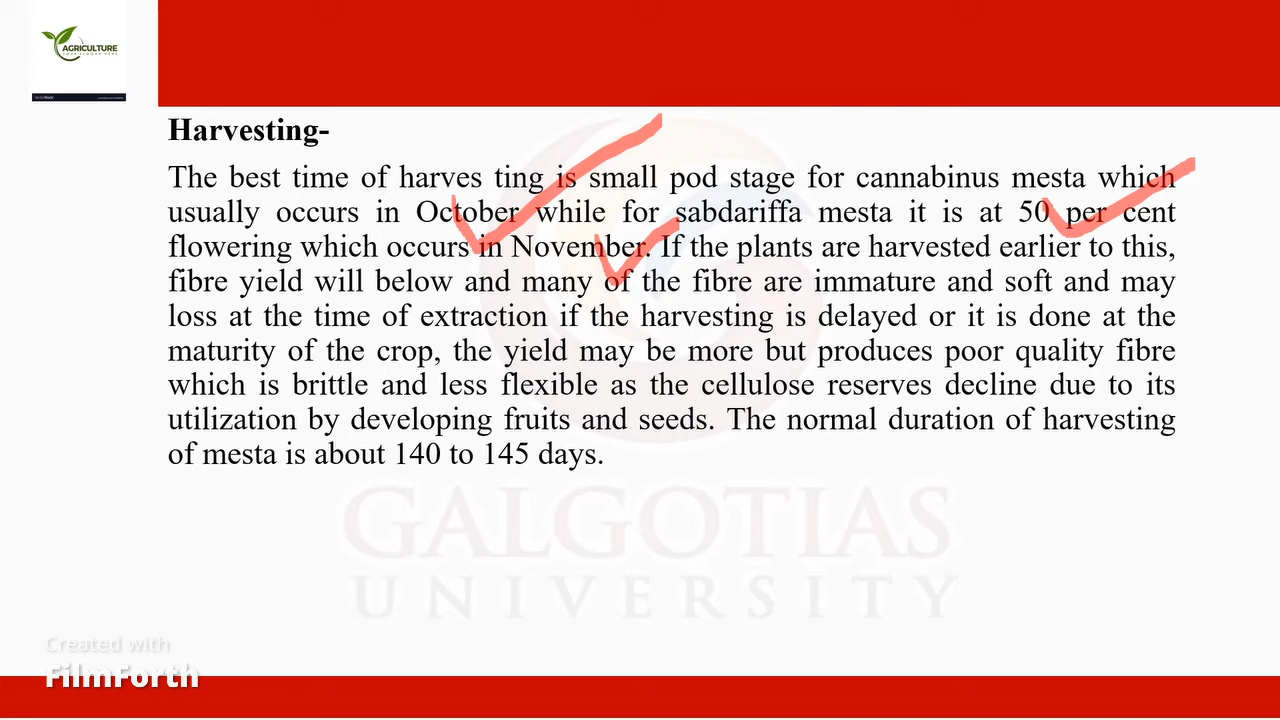 AGRICULTURE
YOUR SLOGAN HERE
Harvesting-
The best time of harves ting is small pod stage for cannabinus mesta which
usually occurs in October while for sabdariffa mesta it is at 50 per cent
flowering which occurs in November. If the plants are harvested earlier to this,
fibre yield will below and many of the fibre are immature and soft and may
loss at the time of extraction if the harvesting is delayed or it is done at the
maturity of the crop, the yield may be more but produces poor quality fibre
which is brittle and less flexible as the cellulose reserves decline due to its
utilization by developing fruits and seeds. The normal duration of harvesting
of mesta is about 140 to 145 days.
GALGOTIAS
UNIVERSITY
Created with
FilmForth